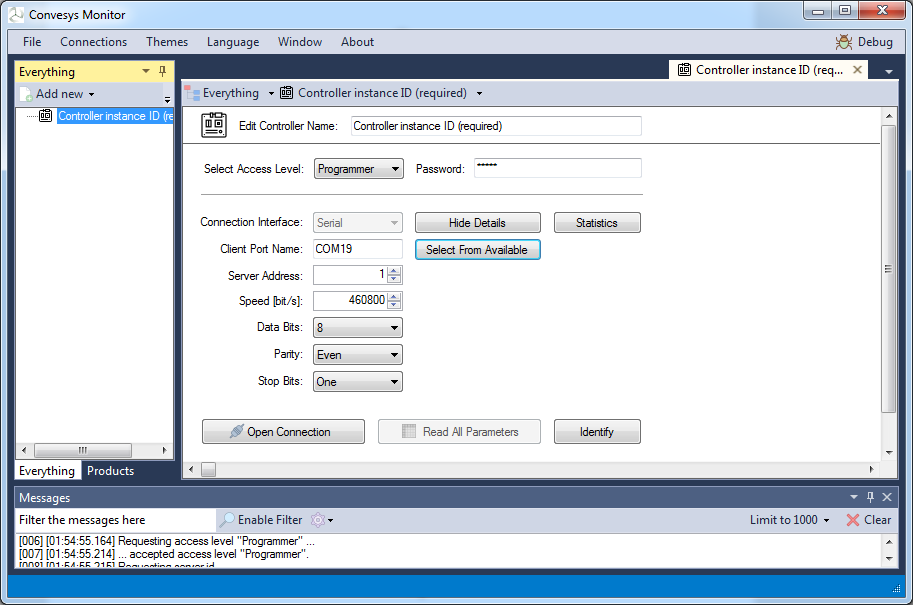 Convesys Monitor
File Connections Themes Language Window About Debug
Everything
Controller instance ID (req...
Add new
Everything Controller instance ID (required)
Controller instance ID (re
Edit Controller Name: Controller instance ID (required)
Select Access Level: Programmer Password: *****
Connection Interface: Serial Hide Details Statistics
Client Port Name: COM19 Select From Available
Server Address: 1
Speed [bit/s]: 460800
Data Bits: 8
Parity: Even
Stop Bits: One
Open Connection Read All Parameters Identify
Everything Products
Messages
Filter the messages here Enable Filter Limit to 1000 Clear
[006] [01:54:55.164] Requesting access level "Programmer" ...
[007] [01:54:55.214] ... accepted access level "Programmer".
[008] [01:54:55.215] Requesting server id